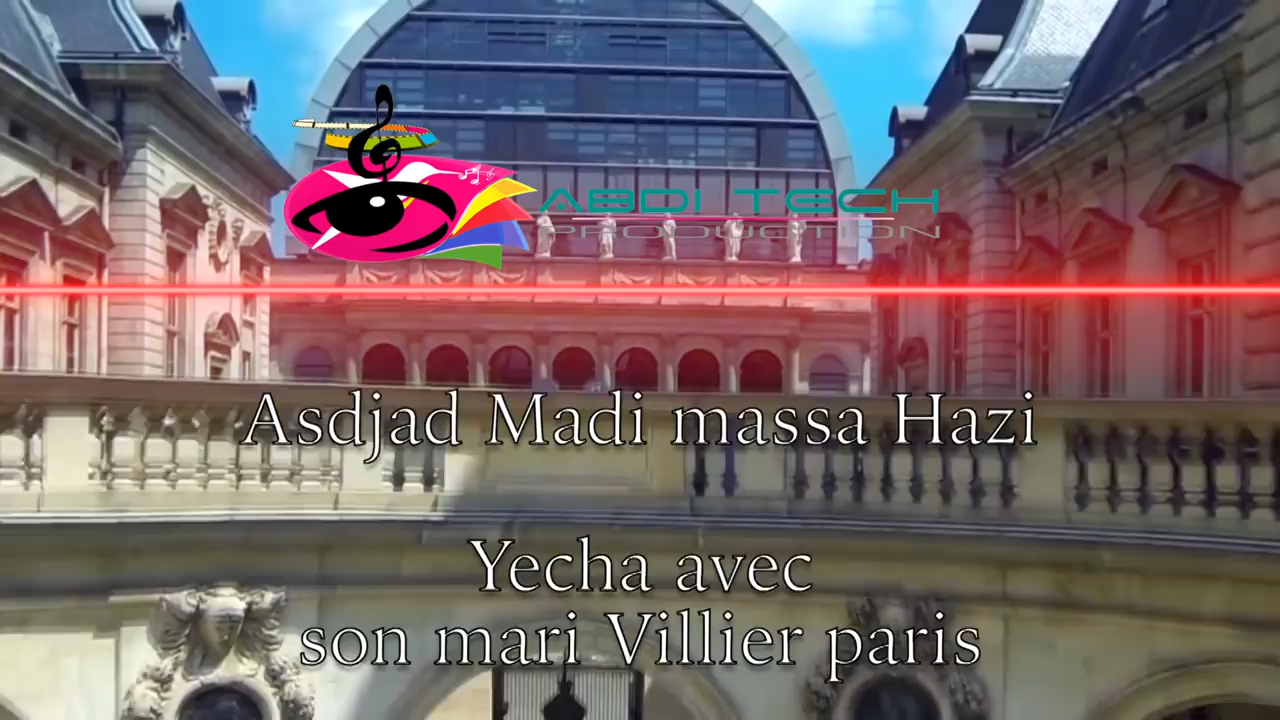 ABDI TECH
PRODUCTION
Asdjad Madi massa Hazi
Yecha avec
son mari Villier paris